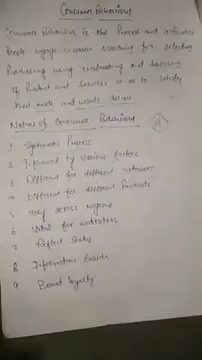 Consumer Behaviour
Consumer Behaviour is the Process and activities
People engage in when searching for selecting
Purchasing using evaluating and disposing
of Product and Services so as to satisfy
their needs and wants desire
Nature of Consumer Behaviour
1 Systematic Process
2 Influenced by various factors
3 Different for different customers
4 Different for different Products
5 vary across regions
6 Vital for marketers
7 Reflect Status
8 Information
9 Brand loyalty